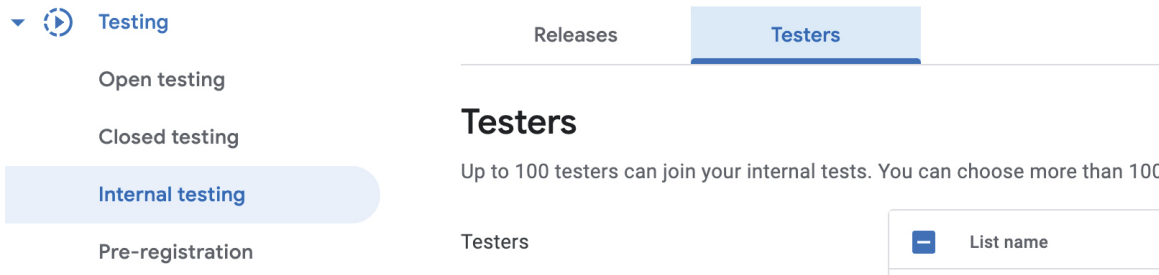 Testing
Open testing
Closed testing
Internal testing
Pre-registration
Releases
Testers
Testers
Up to 100 testers can join your internal tests. You can choose more than 100
Testers
List name